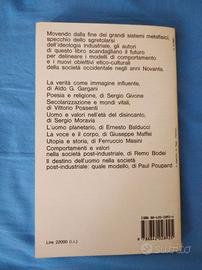 Movendo dalla fine dei grandi sistemi metafisici,
specchio dello sgretolarsi
dell'ideologia industriale, gli autori
di questo libro scandagliano il futuro
per delineare i modelli di comportamento
e i nuovi obiettivi etico-culturali
della società occidentale negli anni Novanta.
La verità come immagine influente,
di Aldo G. Gargani
Poesia e religione, di Sergio Givone
Secolarizzazione e mondi vitali,
di Vittorio Possenti
Uomo e valori nell'età del disincanto,
di Sergio Moravia
L'uomo planetario, di Ernesto Balducci
La voce e il corpo, di Giuseppe Maffei
Utopia e storia, di Ferruccio Masini
Comportamenti e valori
nella società post-industriale, di Remo Bodei
Il destino dell'uomo nella società
post-industriale: quale modello, di Paul Poupard
Lire 22000 (i.i.)